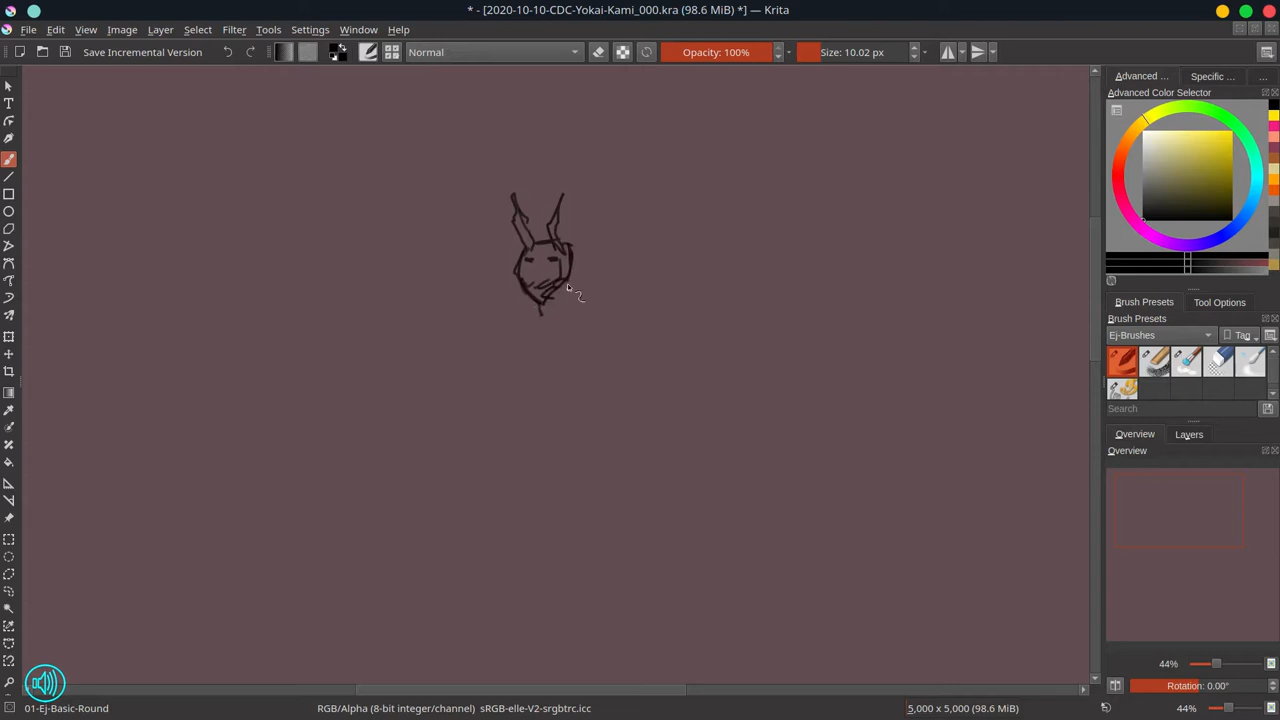 * - [2020-10-10-CDC-Yokai-Kami_000.kra (98.6 MiB) *] — Krita
File Edit View Image Layer Select Filter Tools Settings Window Help
Save Incremental Version Normal Opacity: 100% Size: 10.02 px
Advanced ... Specific ... ...
Advanced Color Selector
Brush Presets Tool Options
Brush Presets
Ej-Brushes Tag
Search
Overview Layers
Overview
44%
Rotation: 0.00°
01-Ej-Basic-Round RGB/Alpha (8-bit integer/channel) sRGB-elle-V2-srgbtrc.icc 5,000 x 5,000 (98.6 MiB) 44%